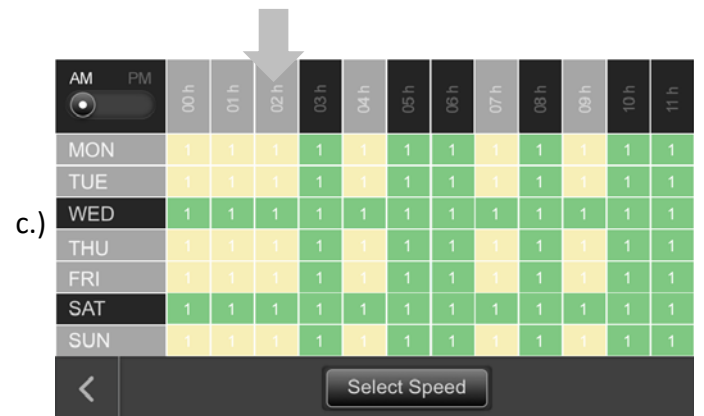 AM PM 00 h 01 h 02 h 03 h 04 h 05 h 06 h 07 h 08 h 09 h 10 h 11 h
MON 1 1 1 1 1 1 1 1 1 1 1 1
TUE 1 1 1 1 1 1 1 1 1 1 1 1
c.) WED 1 1 1 1 1 1 1 1 1 1 1 1
THU 1 1 1 1 1 1 1 1 1 1 1 1
FRI 1 1 1 1 1 1 1 1 1 1 1 1
SAT 1 1 1 1 1 1 1 1 1 1 1 1
SUN 1 1 1 1 1 1 1 1 1 1 1 1
Select Speed